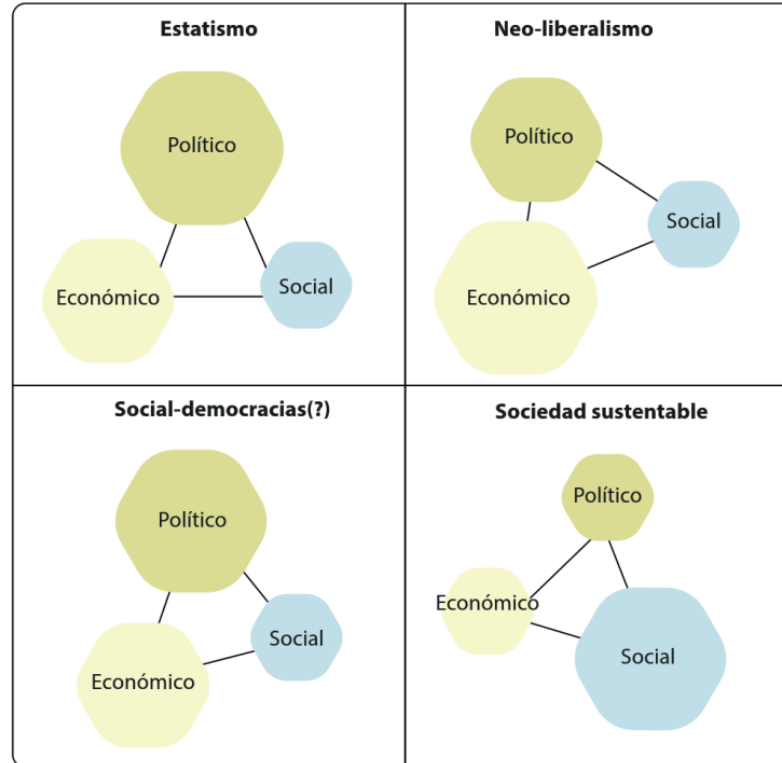 Estatismo
Político
Económico
Social
Neo-liberalismo
Político
Social
Económico
Social-democracias(?)
Político
Social
Económico
Sociedad sustentable
Político
Económico
Social